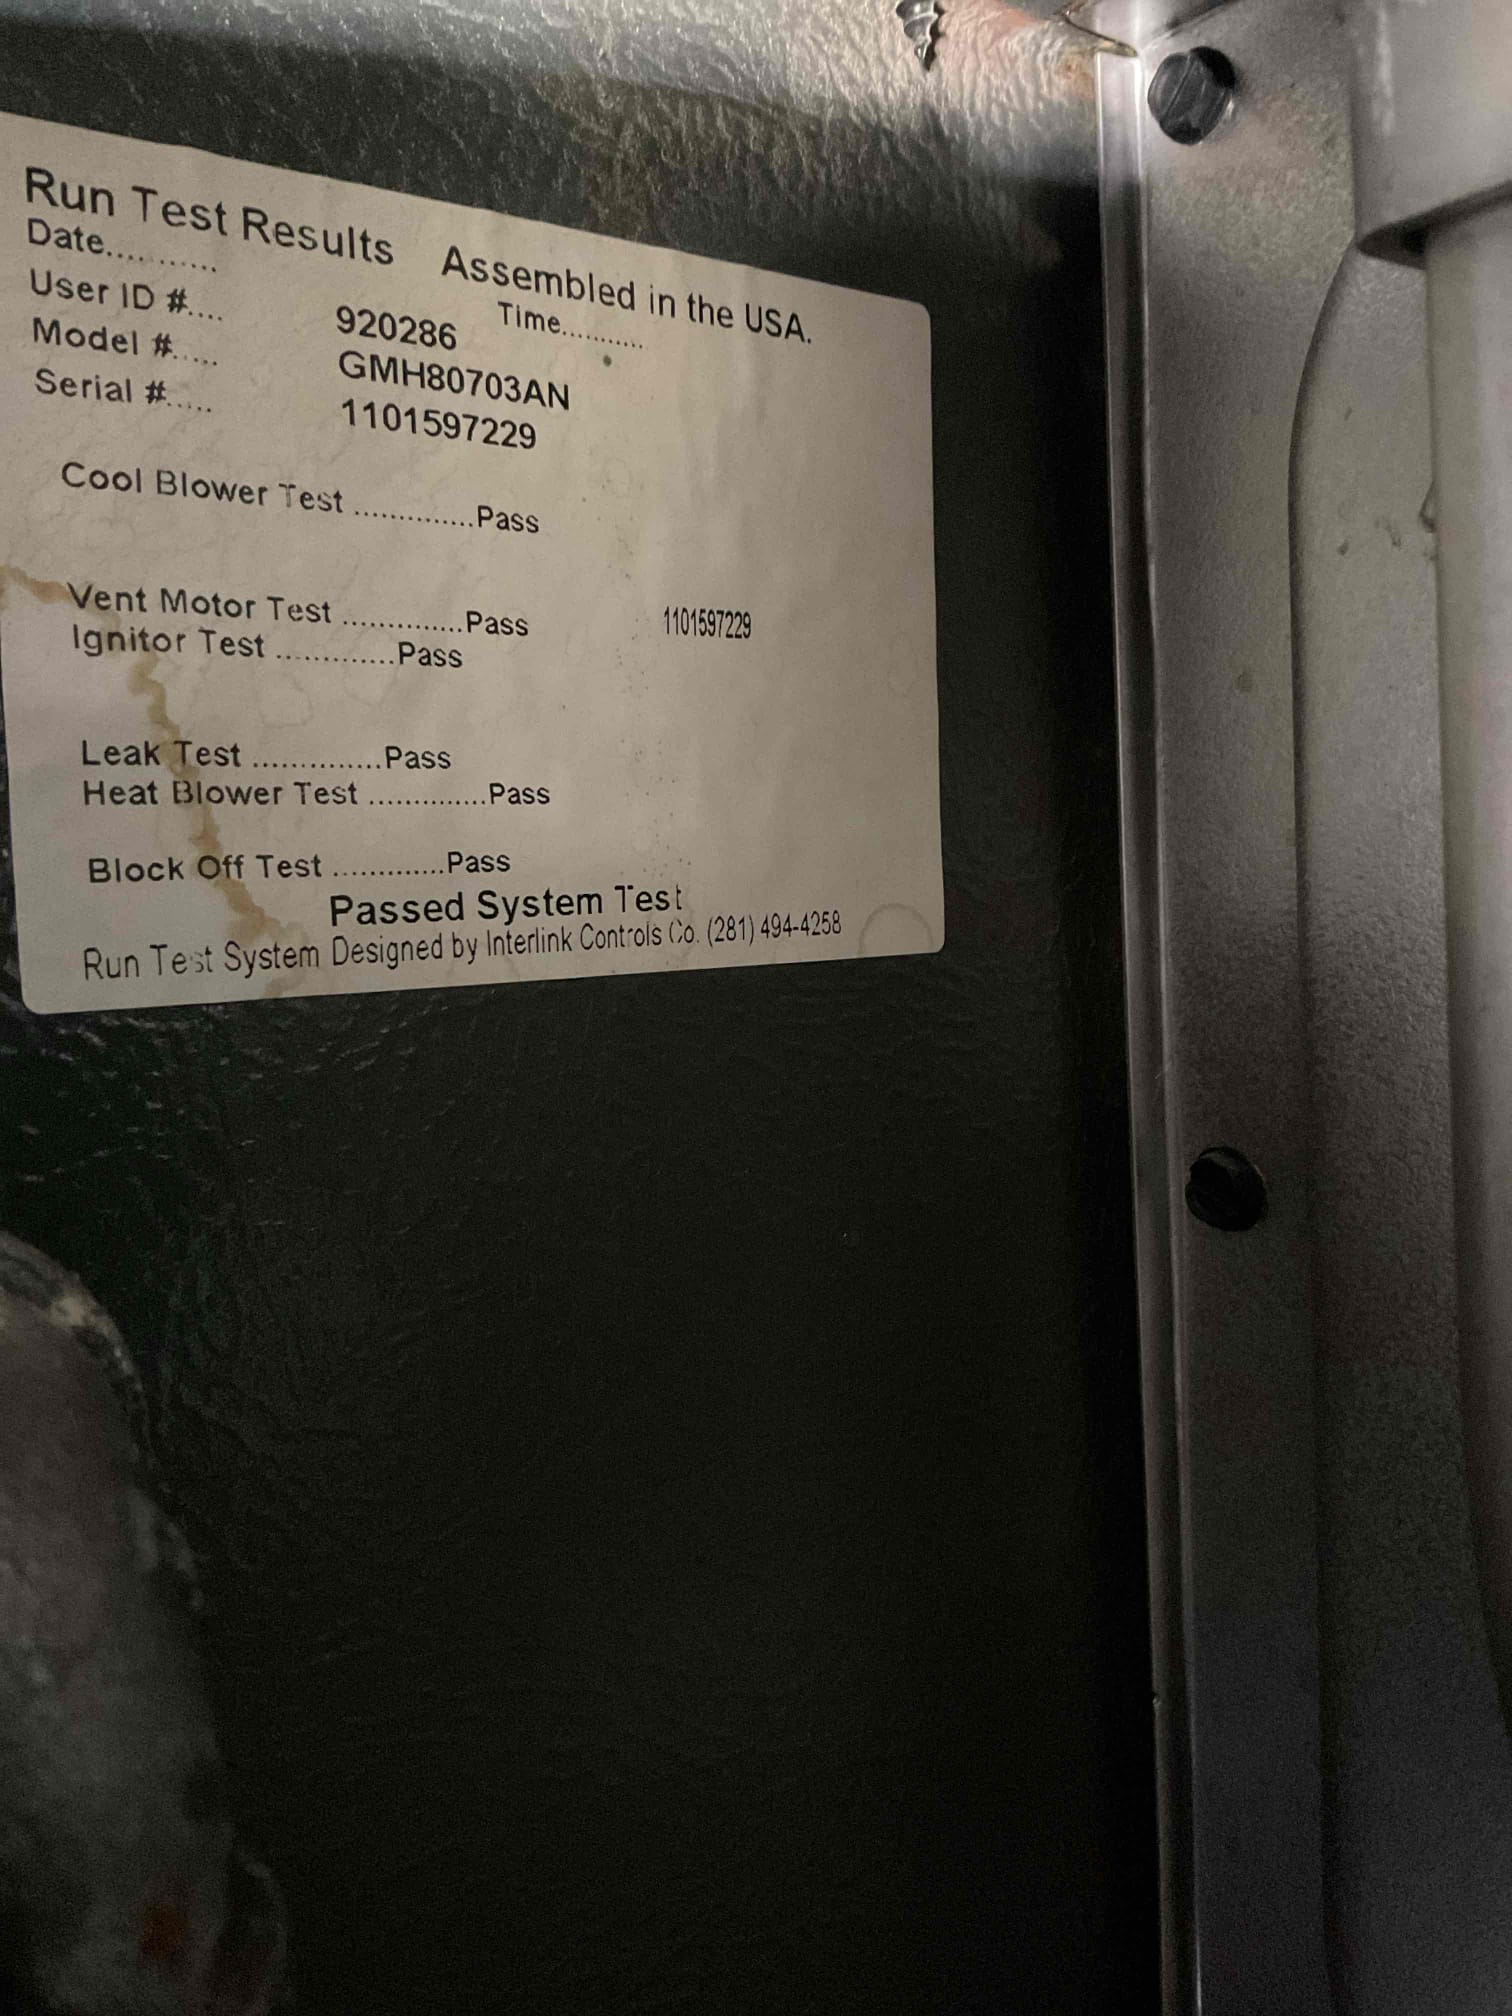 Run Test Results Assembled in the USA.
Date........... Time...........
User ID #.... 920286
Model #..... GMH80703AN
Serial #..... 1101597229
Cool Blower Test ..............Pass
Vent Motor Test ..............Pass 1101597229
Ignitor Test ..............Pass
Leak Test ..............Pass
Heat Blower Test ..............Pass
Block Off Test .............Pass
Passed System Test
Run Test System Designed by Interlink Controls Co. (281) 494-4258